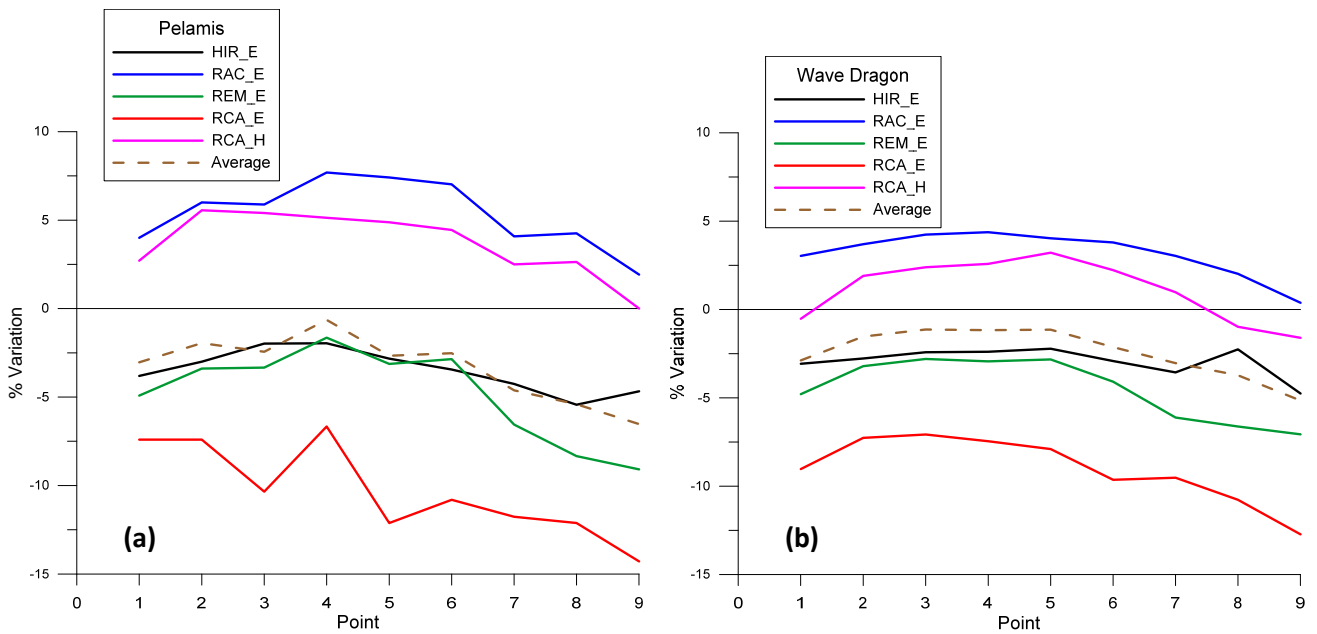 Pelamis
HIR_E
RAC_E
REM_E
RCA_E
RCA_H
Average
10
5
0
-5
-10
-15
% Variation
(a)
0 1 2 3 4 5 6 7 8 9
Point
Wave Dragon
HIR_E
RAC_E
REM_E
RCA_E
RCA_H
Average
10
5
0
-5
-10
-15
% Variation
(b)
0 1 2 3 4 5 6 7 8 9
Point